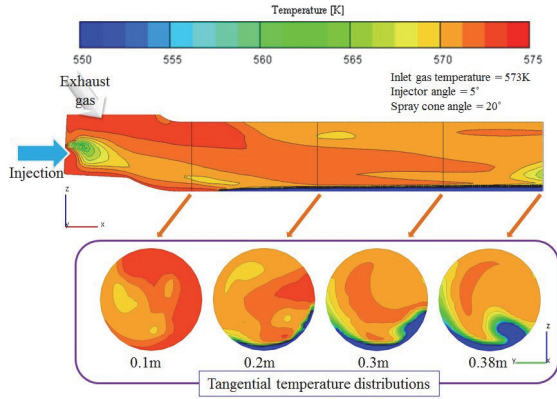 Temperature [K]
550 555 560 565 570 575
Exhaust
gas
Inlet gas temperature = 573K
Injector angle = 5˚
Spray cone angle = 20˚
Injection
z
x
0.1m 0.2m 0.3m 0.38m
z
y x
Tangential temperature distributions